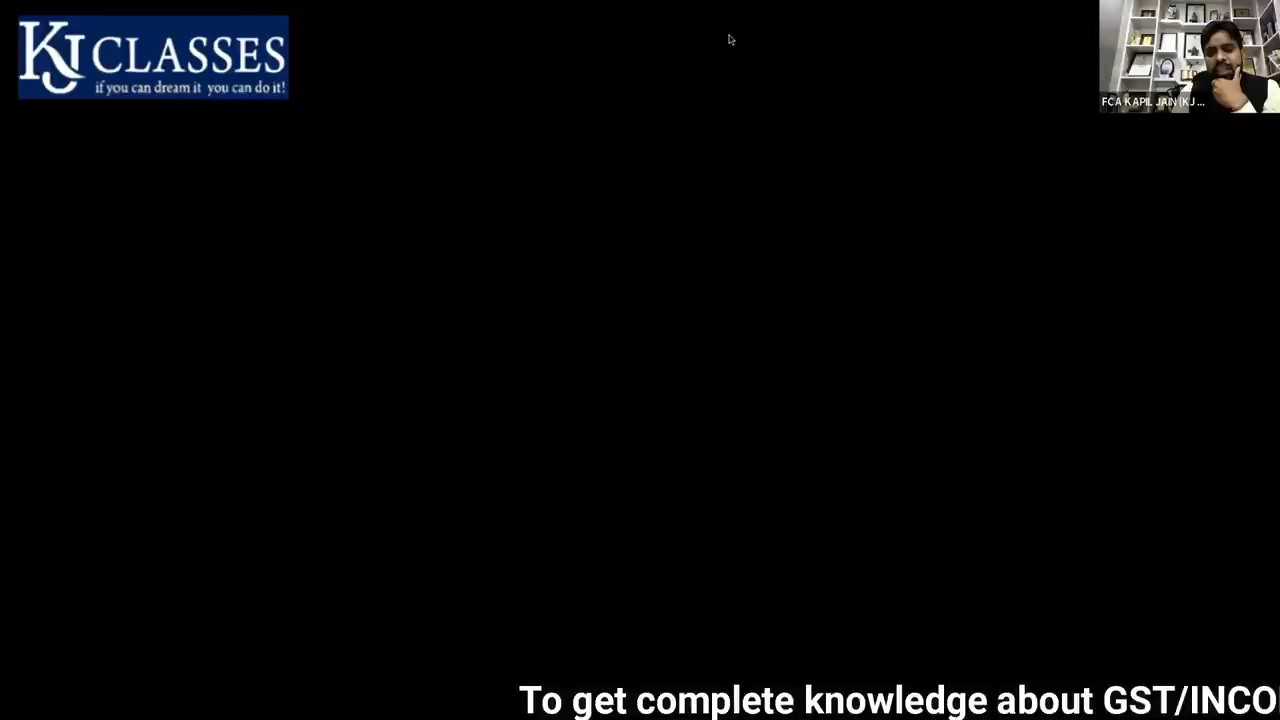 KJ CLASSES
if you can dream it you can do it!
FCA KAPIL JAIN (KJ ...
To get complete knowledge about GST/INCO